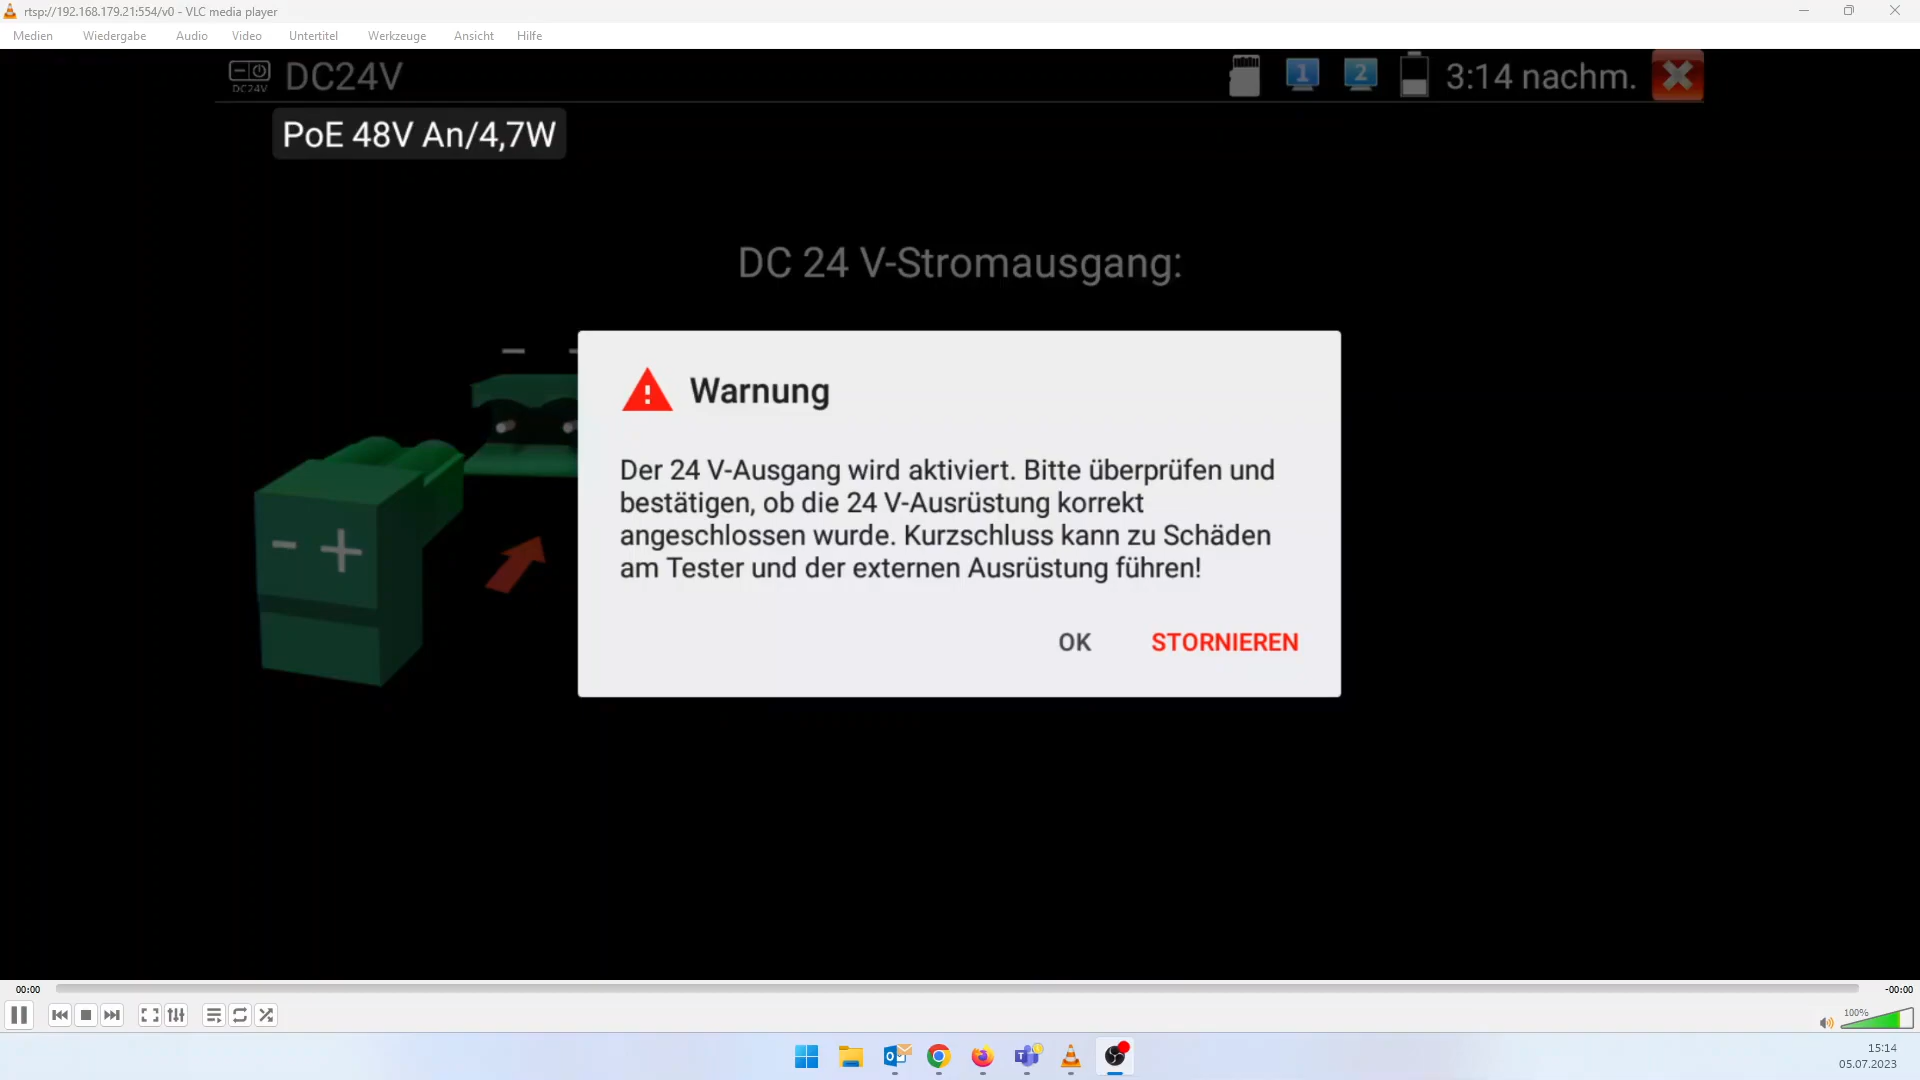 rtsp://192.168.179.21:554/v0 - VLC media player
Medien Wiedergabe Audio Video Untertitel Werkzeuge Ansicht Hilfe
DC24V DC24V 1 2 3:14 nachm.
PoE 48V An/4,7W
DC 24 V-Stromausgang:
Warnung
Der 24 V-Ausgang wird aktiviert. Bitte überprüfen und
bestätigen, ob die 24 V-Ausrüstung korrekt
angeschlossen wurde. Kurzschluss kann zu Schäden
am Tester und der externen Ausrüstung führen!
- +
OK STORNIEREN
00:00 -00:00
100%
15:14
05.07.2023